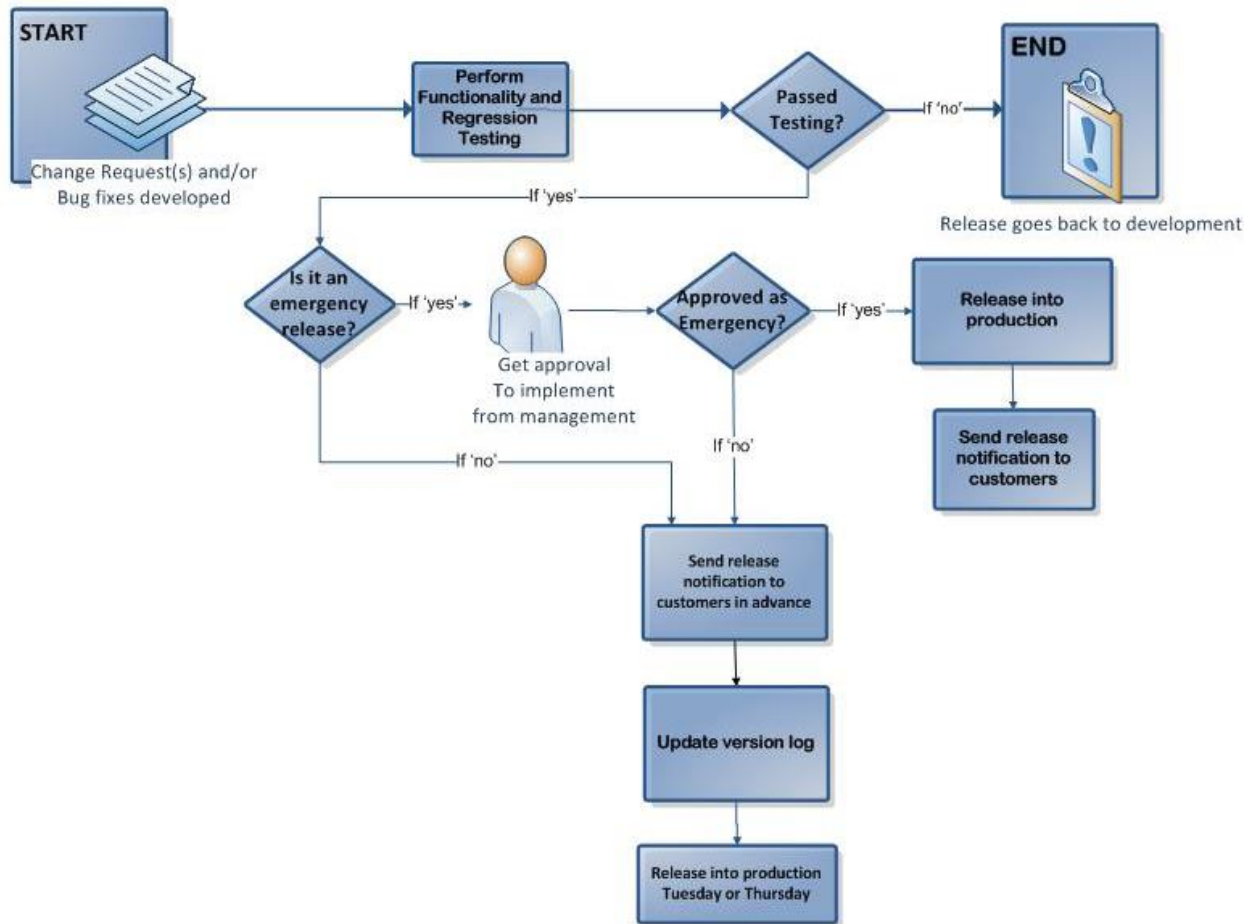 START
Change Request(s) and/or
Bug fixes developed
Perform
Functionality and
Regression
Testing
Passed
Testing?
If 'no'
END
Release goes back to development
If 'yes'
Is it an
emergency
release?
If 'yes'
Get approval
To implement
from management
Approved as
Emergency?
If 'yes'
Release into
production
Send release
notification to
customers
If 'no'
If 'no'
Send release
notification to
customers in advance
Update version log
Release into production
Tuesday or Thursday